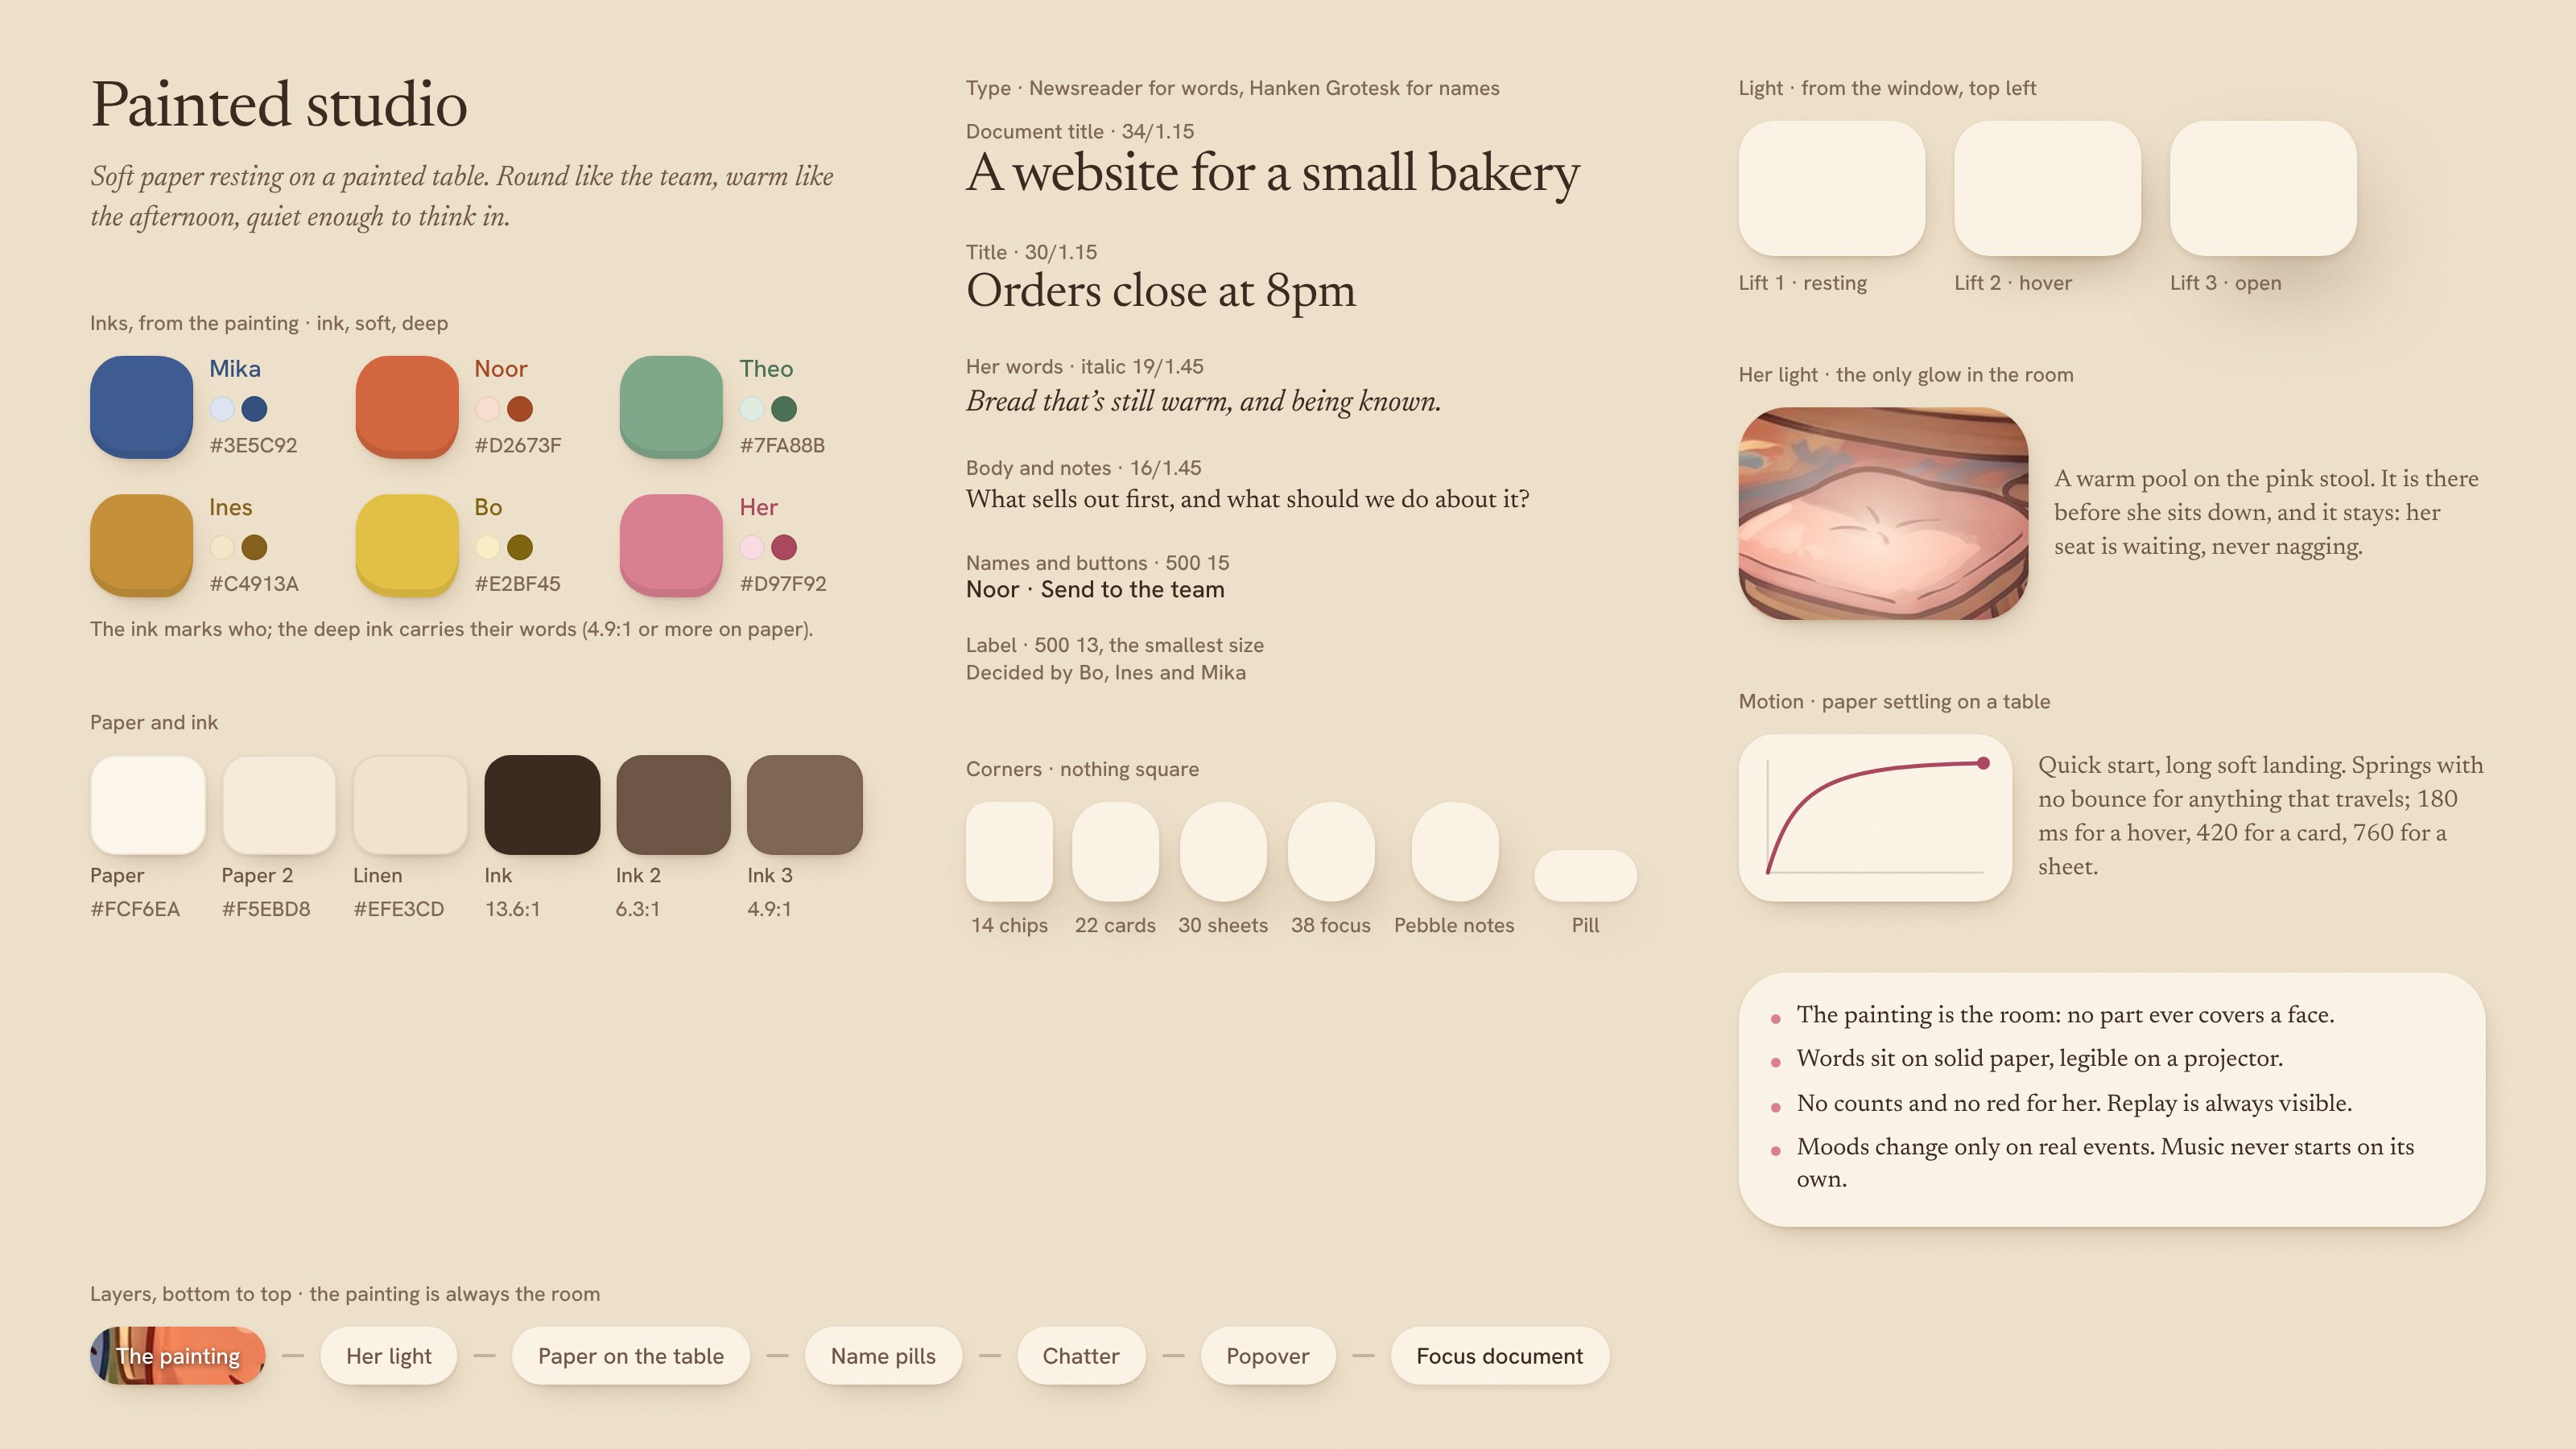 Painted studio
Soft paper resting on a painted table. Round like the team, warm like
the afternoon, quiet enough to think in.
Inks, from the painting · ink, soft, deep
Mika
#3E5C92
Noor
#D2673F
Theo
#7FA88B
Ines
#C4913A
Bo
#E2BF45
Her
#D97F92
The ink marks who; the deep ink carries their words (4.9:1 or more on paper).
Paper and ink
Paper
#FCF6EA
Paper 2
#F5EBD8
Linen
#EFE3CD
Ink
13.6:1
Ink 2
6.3:1
Ink 3
4.9:1
Type · Newsreader for words, Hanken Grotesk for names
Document title · 34/1.15
A website for a small bakery
Title · 30/1.15
Orders close at 8pm
Her words · italic 19/1.45
Bread that’s still warm, and being known.
Body and notes · 16/1.45
What sells out first, and what should we do about it?
Names and buttons · 500 15
Noor · Send to the team
Label · 500 13, the smallest size
Decided by Bo, Ines and Mika
Corners · nothing square
14 chips
22 cards
30 sheets
38 focus
Pebble notes
Pill
Light · from the window, top left
Lift 1 · resting
Lift 2 · hover
Lift 3 · open
Her light · the only glow in the room
A warm pool on the pink stool. It is there
before she sits down, and it stays: her
seat is waiting, never nagging.
Motion · paper settling on a table
Quick start, long soft landing. Springs with
no bounce for anything that travels; 180
ms for a hover, 420 for a card, 760 for a
sheet.
The painting is the room: no part ever covers a face.
Words sit on solid paper, legible on a projector.
No counts and no red for her. Replay is always visible.
Moods change only on real events. Music never starts on its
own.
Layers, bottom to top · the painting is always the room
The painting
Her light
Paper on the table
Name pills
Chatter
Popover
Focus document